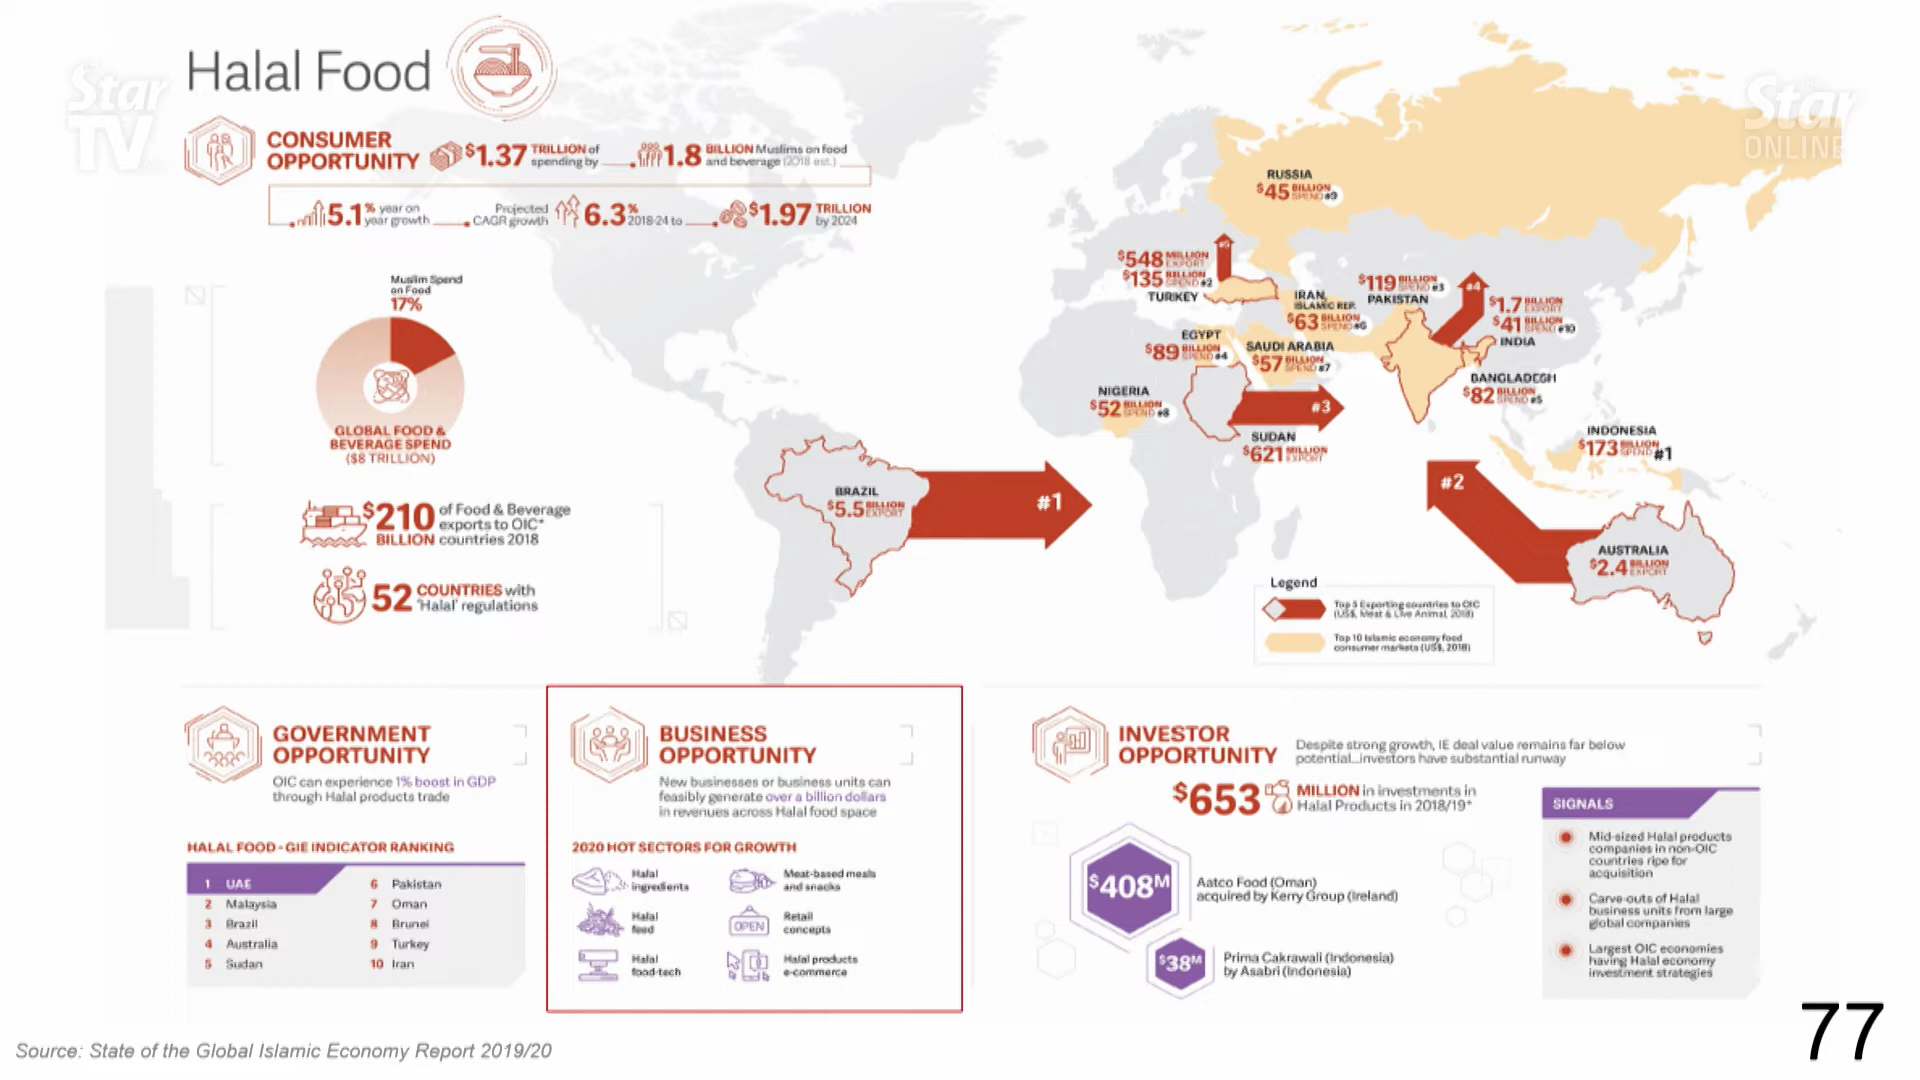 Star
TV
Halal Food
Star
ONLINE
CONSUMER
OPPORTUNITY
$1.37 TRILLION of
spending by
1.8 BILLION Muslims on food
and beverage (2018 est.)
5.1% year on
year growth
Projected
CAGR growth
6.3% 2018-24 to
$1.97 TRILLION
by 2024
Muslim Spend
on Food
17%
GLOBAL FOOD &
BEVERAGE SPEND
($8 TRILLION)
$210 BILLION
of Food & Beverage
exports to OIC*
countries 2018
52 COUNTRIES with
'Halal' regulations
RUSSIA
$45 BILLION
SPEND #9
$548 MILLION
EXPORT
$135 BILLION
SPEND #2
TURKEY
#5
IRAN,
ISLAMIC REP.
$63 BILLION
SPEND #6
$119 BILLION
SPEND #3
PAKISTAN
#4
$1.7 BILLION
EXPORT
$41 BILLION
SPEND #10
INDIA
EGYPT
$89 BILLION
SPEND #4
SAUDI ARABIA
$57 BILLION
SPEND #7
BANGLADESH
$82 BILLION
SPEND #5
NIGERIA
$52 BILLION
SPEND #8
#3
SUDAN
$621 MILLION
EXPORT
INDONESIA
$173 BILLION
SPEND #1
BRAZIL
$5.5 BILLION
EXPORT
#1
#2
AUSTRALIA
$2.4 BILLION
EXPORT
Legend
Top 5 Exporting countries to OIC
(US$, Meat & Live Animal, 2018)
Top 10 Islamic economy food
consumer markets (US$, 2018)
GOVERNMENT
OPPORTUNITY
OIC can experience 1% boost in GDP
through Halal products trade
HALAL FOOD - GIE INDICATOR RANKING
1 UAE
2 Malaysia
3 Brazil
4 Australia
5 Sudan
6 Pakistan
7 Oman
8 Brunei
9 Turkey
10 Iran
BUSINESS
OPPORTUNITY
New businesses or business units can
feasibly generate over a billion dollars
in revenues across Halal food space
2020 HOT SECTORS FOR GROWTH
Halal
ingredients
Meat-based meals
and snacks
Halal
feed
OPEN
Retail
concepts
Halal
food-tech
Halal products
e-commerce
INVESTOR
OPPORTUNITY
Despite strong growth, IE deal value remains far below
potential...investors have substantial runway
$653 MILLION in investments in
Halal Products in 2018/19*
$408M
Aatco Food (Oman)
acquired by Kerry Group (Ireland)
$38M
Prima Cakrawali (Indonesia)
by Asabri (Indonesia)
SIGNALS
Mid-sized Halal products
companies in non-OIC
countries ripe for
acquisition
Carve-outs of Halal
business units from large
global companies
Largest OIC economies
having Halal economy
investment strategies
Source: State of the Global Islamic Economy Report 2019/20
77